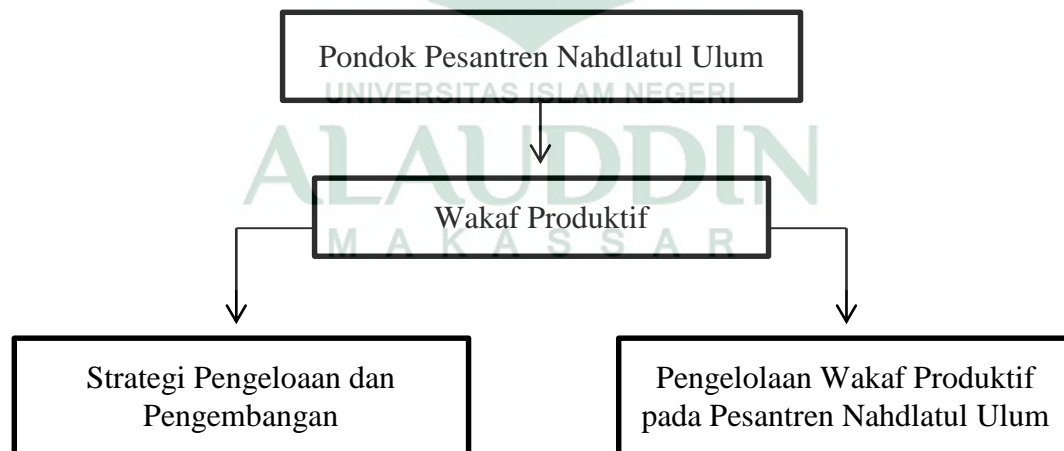 Pondok Pesantren Nahdlatul Ulum
UNIVERSITAS ISLAM NEGERI
ALAUDDIN
Wakaf Produktif
MAKASSAR
Strategi Pengeloaan dan
Pengembangan
Pengelolaan Wakaf Produktif
pada Pesantren Nahdlatul Ulum